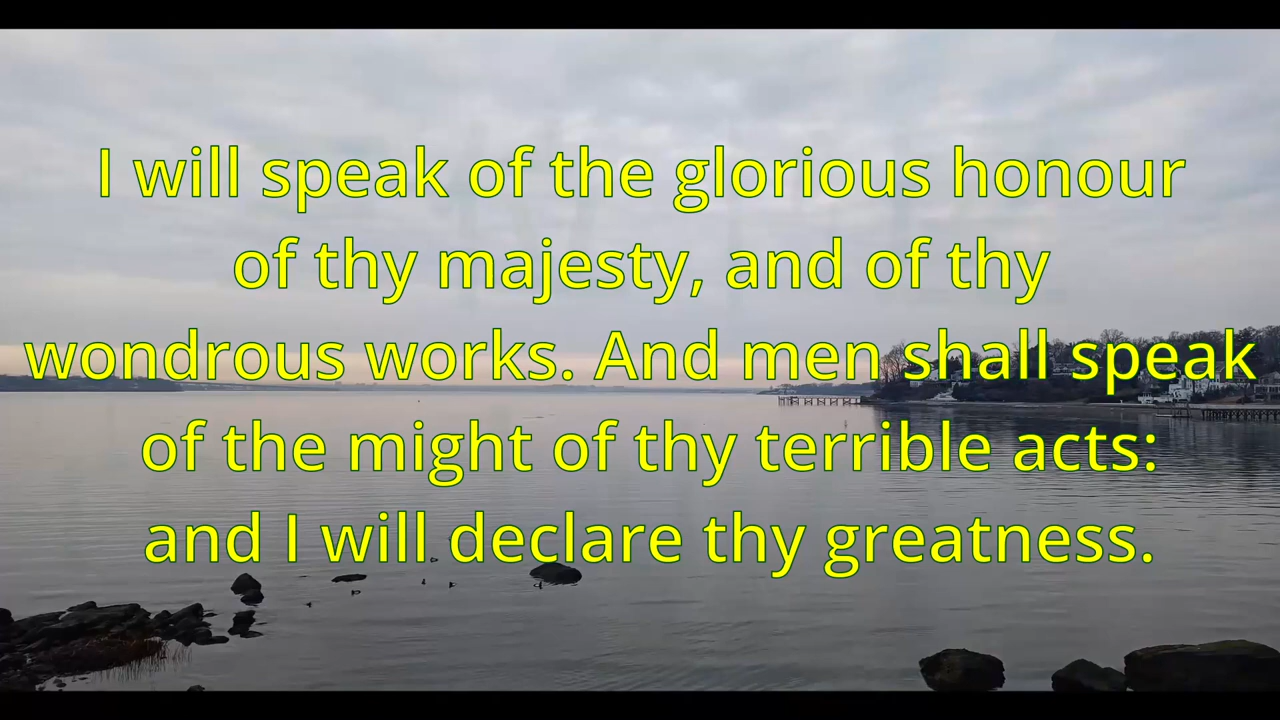 I will speak of the glorious honour
of thy majesty, and of thy
wondrous works. And men shall speak
of the might of thy terrible acts:
and I will declare thy greatness.